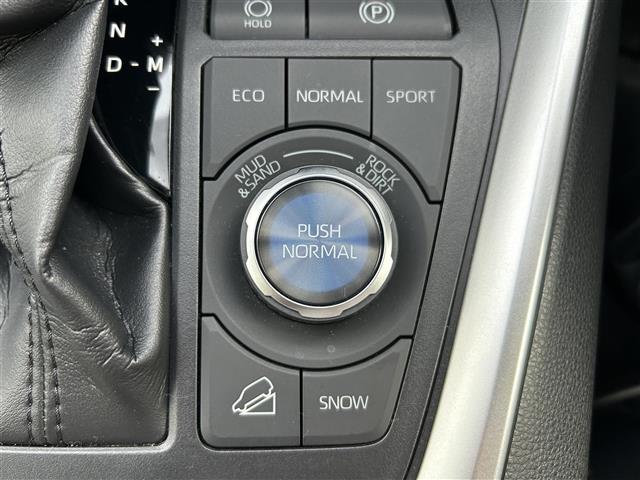 HOLD
P
N
D - M
+
-
ECO
NORMAL
SPORT
MUD
& SAND
ROCK
& DIRT
PUSH
NORMAL
SNOW